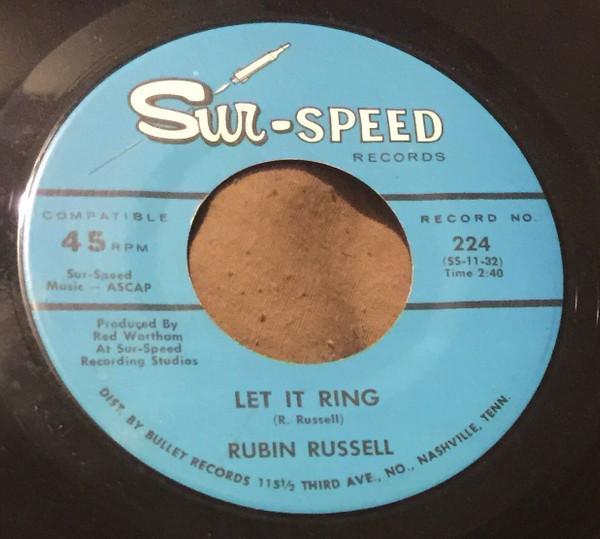 Sur-SPEED
RECORDS
COMPATIBLE
45 RPM
Sur-Speed
Music — ASCAP
RECORD NO.
224
(SS-11-32)
Time 2:40
Produced By
Red Wortham
At Sur-Speed
Recording Studios
LET IT RING
(R. Russell)
RUBIN RUSSELL
DIST. BY BULLET RECORDS 115½ THIRD AVE., NO., NASHVILLE, TENN.